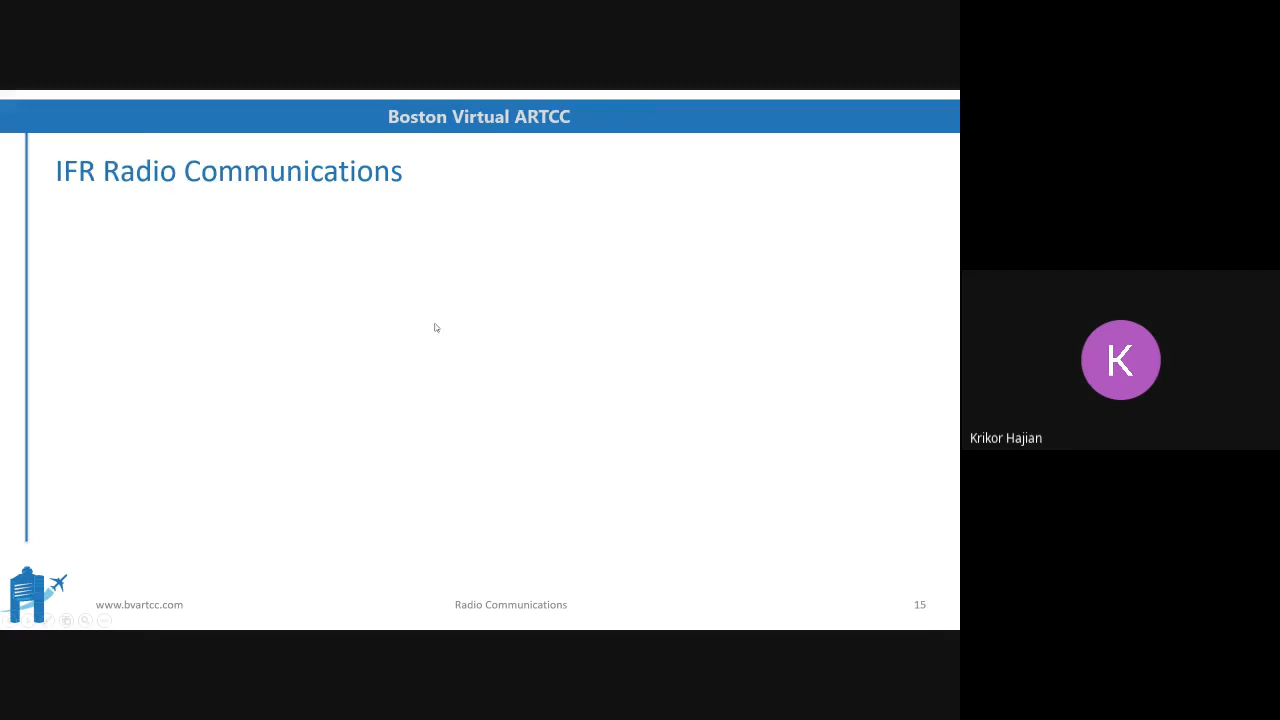 Boston Virtual ARTCC
IFR Radio Communications
K
Krikor Hajian
www.bvartcc.com
Radio Communications
15